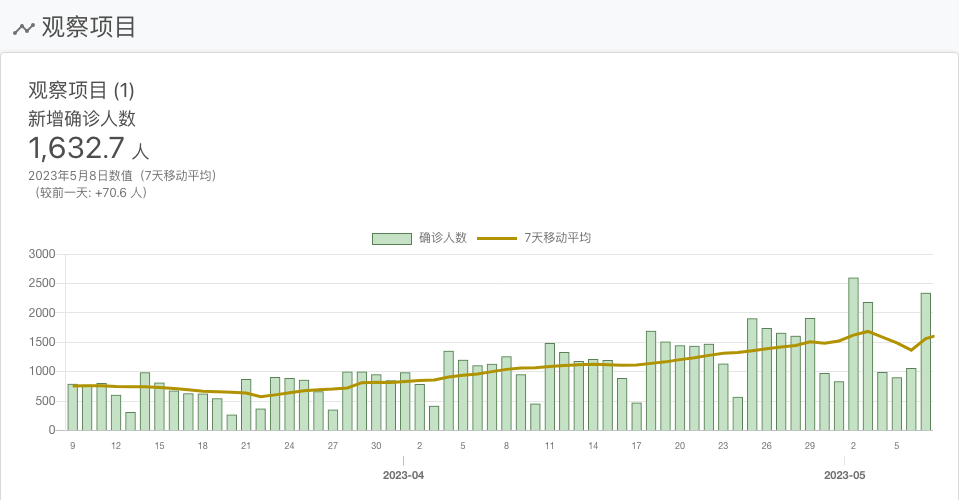 观察项目
观察项目 (1)
新增确诊人数
1,632.7 人
2023年5月8日数值（7天移动平均）
（较前一天: +70.6 人）
确诊人数 7天移动平均
3000
2500
2000
1500
1000
500
0
9 12 15 18 21 24 27 30 2 5 8 11 14 17 20 23 26 29 2 5
2023-04 2023-05